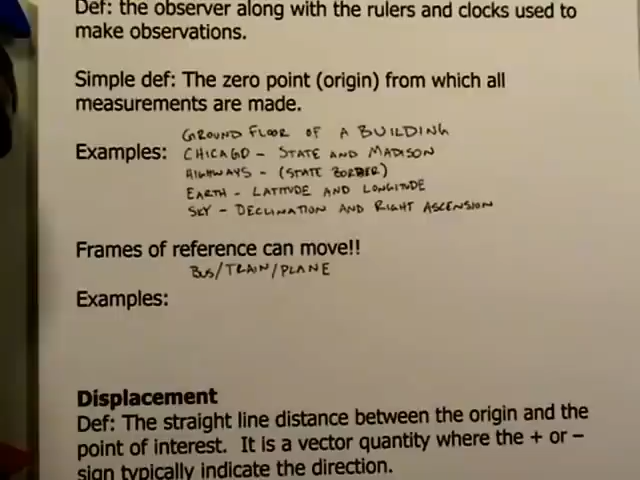 Def: the observer along with the rulers and clocks used to
make observations.
Simple def: The zero point (origin) from which all
measurements are made.
GROUND FLOOR OF A BUILDING
Examples: CHICAGO - STATE AND MADISON
HIGHWAYS - (STATE BORDER)
EARTH - LATITUDE AND LONGITUDE
SKY - DECLINATION AND RIGHT ASCENSION
Frames of reference can move!!
BUS/TRAIN/PLANE
Examples:
Displacement
Def: The straight line distance between the origin and the
point of interest. It is a vector quantity where the + or –
sign typically indicate the direction.